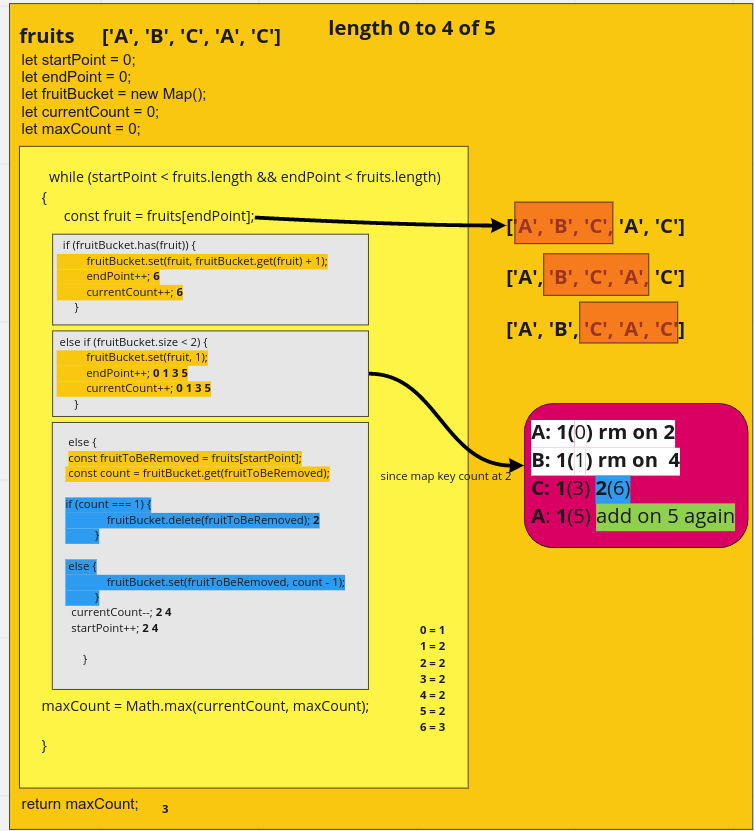 fruits ['A', 'B', 'C', 'A', 'C'] length 0 to 4 of 5
let startPoint = 0;
let endPoint = 0;
let fruitBucket = new Map();
let currentCount = 0;
let maxCount = 0;
while (startPoint < fruits.length && endPoint < fruits.length)
{
const fruit = fruits[endPoint];
if (fruitBucket.has(fruit)) {
fruitBucket.set(fruit, fruitBucket.get(fruit) + 1);
endPoint++; 6
currentCount++; 6
}
else if (fruitBucket.size < 2) {
fruitBucket.set(fruit, 1);
endPoint++; 0 1 3 5
currentCount++; 0 1 3 5
}
else {
const fruitToBeRemoved = fruits[startPoint];
const count = fruitBucket.get(fruitToBeRemoved);
if (count === 1) {
fruitBucket.delete(fruitToBeRemoved); 2
}
else {
fruitBucket.set(fruitToBeRemoved, count - 1);
}
currentCount--; 2 4
startPoint++; 2 4
}
0 = 1
1 = 2
2 = 2
3 = 2
4 = 2
5 = 2
6 = 3
maxCount = Math.max(currentCount, maxCount);
}
return maxCount; 3
['A', 'B', 'C', 'A', 'C']
['A', 'B', 'C', 'A', 'C']
['A', 'B', 'C', 'A', 'C']
since map key count at 2
A: 1(0) rm on 2
B: 1(1) rm on 4
C: 1(3) 2(6)
A: 1(5) add on 5 again